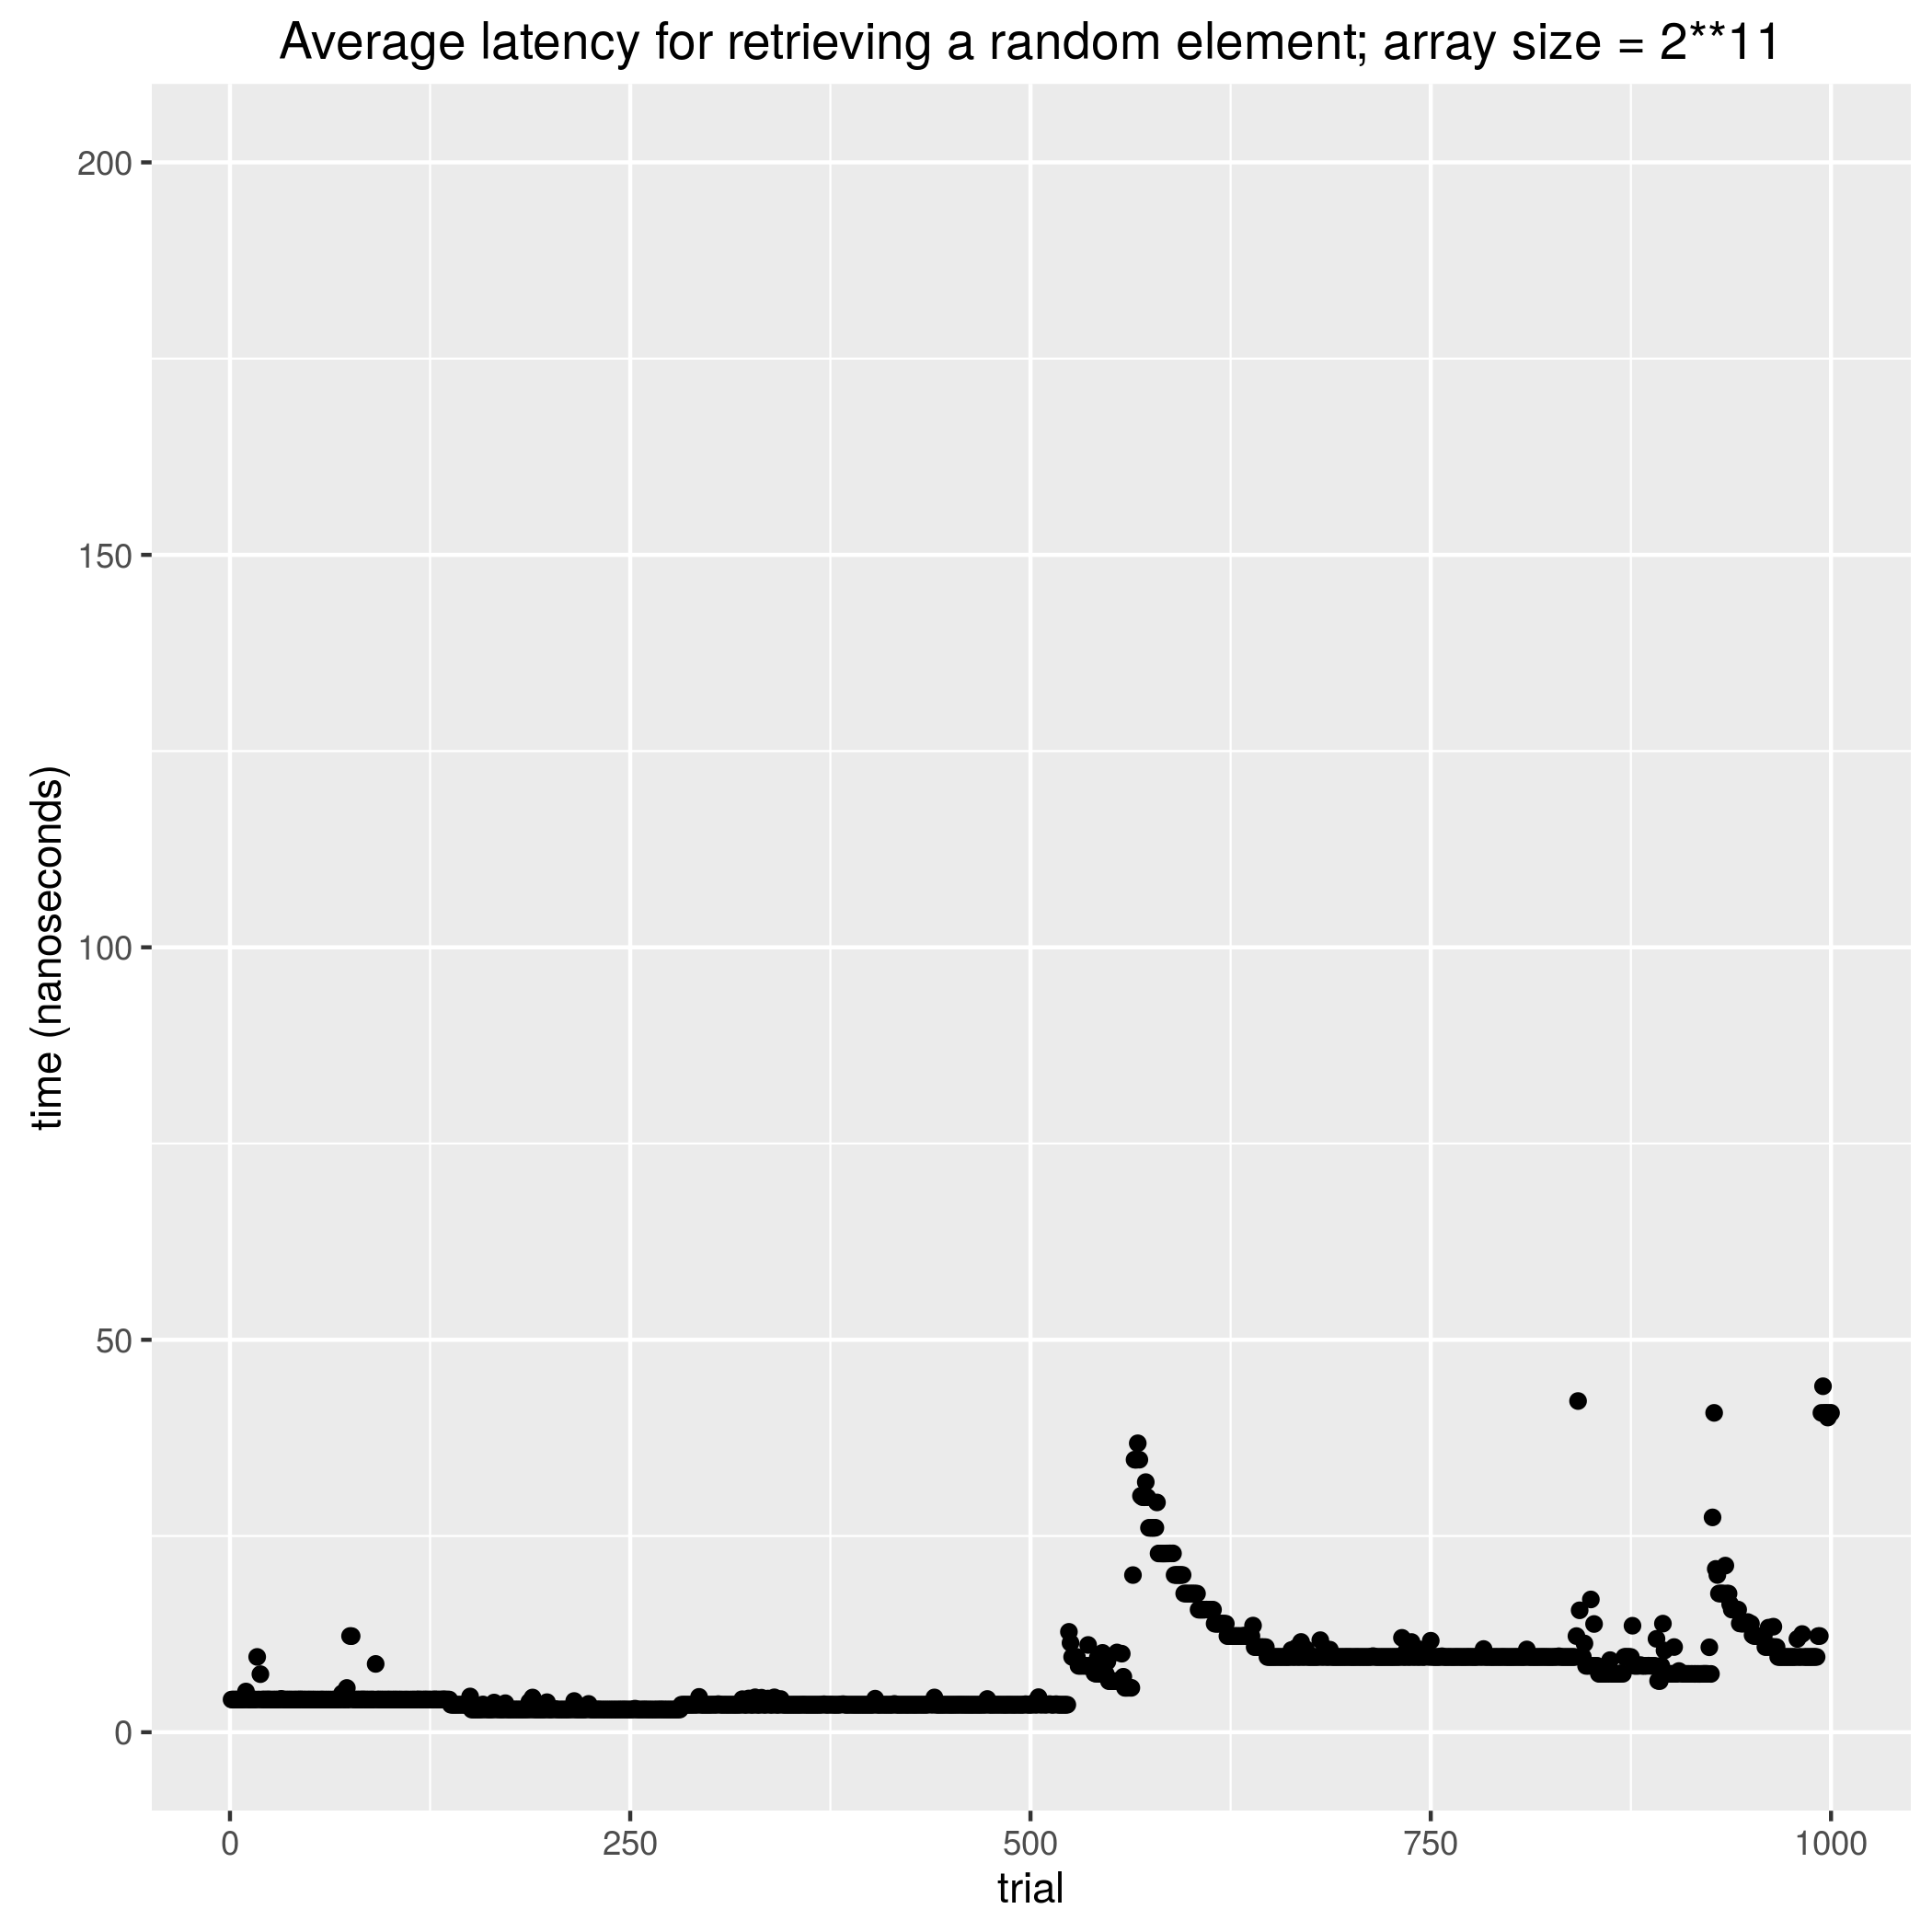 Average latency for retrieving a random element; array size = 2**11
time (nanoseconds)
200
150
100
50
0
0 250 500 750 1000
trial